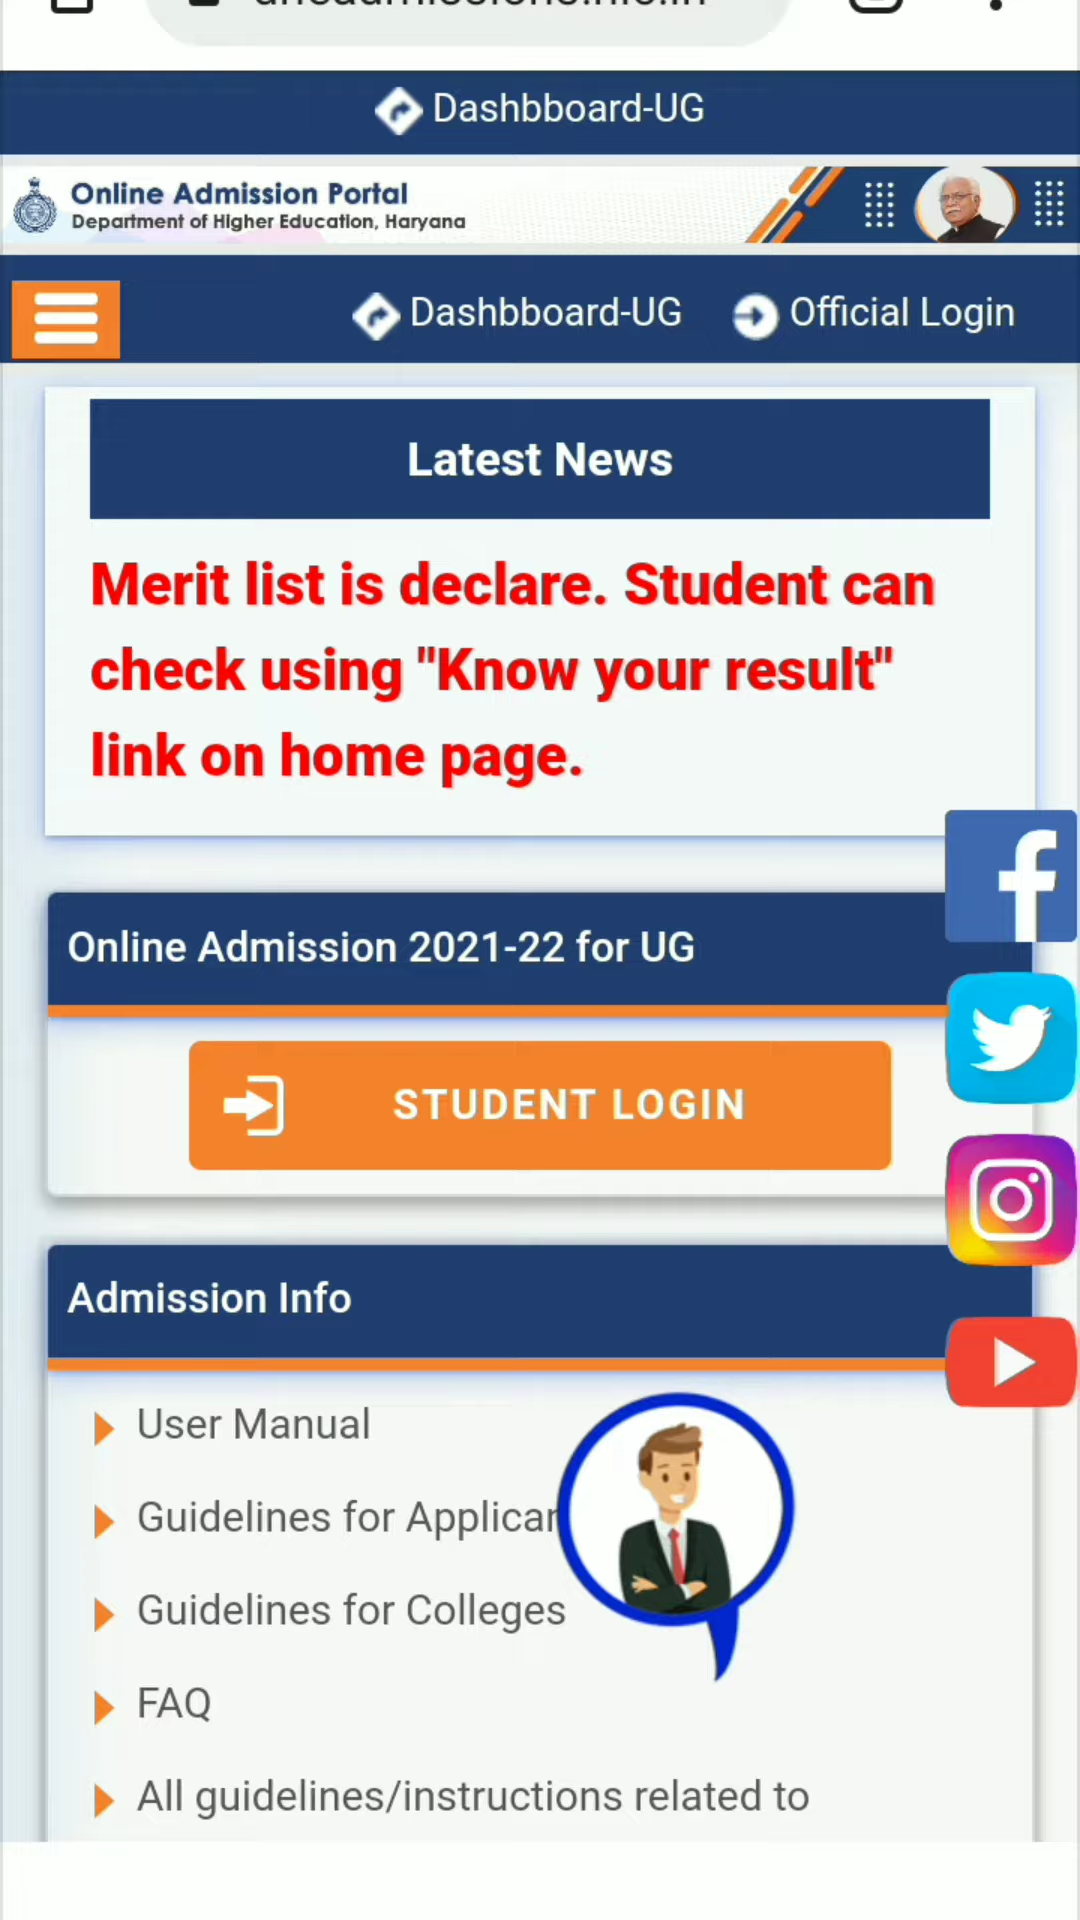 Dashbboard-UG
Online Admission Portal
Department of Higher Education, Haryana
Dashbboard-UG Official Login
Latest News
Merit list is declare. Student can
check using "Know your result"
link on home page.
Online Admission 2021-22 for UG
STUDENT LOGIN
Admission Info
User Manual
Guidelines for
Guidelines for Colleges
FAQ
All guidelines/instructions related to